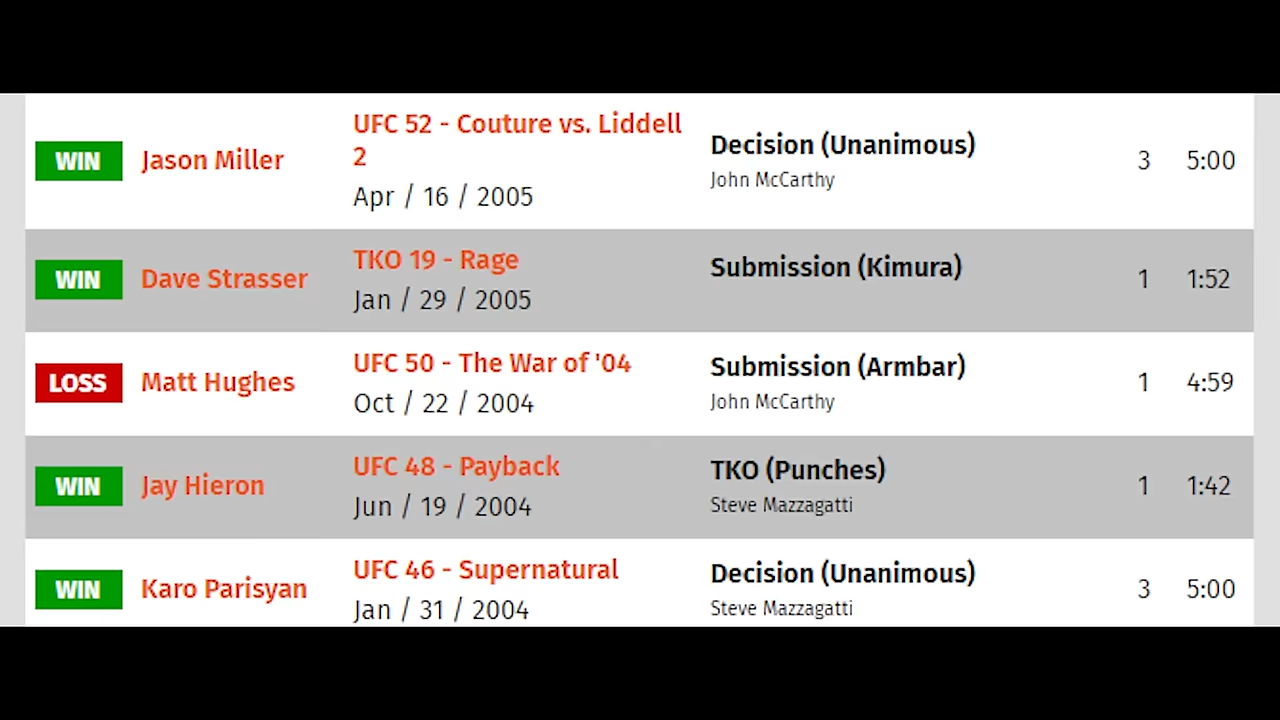 WIN Jason Miller UFC 52 - Couture vs. Liddell 2 Decision (Unanimous) 3 5:00
Apr / 16 / 2005 John McCarthy
WIN Dave Strasser TKO 19 - Rage Submission (Kimura) 1 1:52
Jan / 29 / 2005
LOSS Matt Hughes UFC 50 - The War of '04 Submission (Armbar) 1 4:59
Oct / 22 / 2004 John McCarthy
WIN Jay Hieron UFC 48 - Payback TKO (Punches) 1 1:42
Jun / 19 / 2004 Steve Mazzagatti
WIN Karo Parisyan UFC 46 - Supernatural Decision (Unanimous) 3 5:00
Jan / 31 / 2004 Steve Mazzagatti